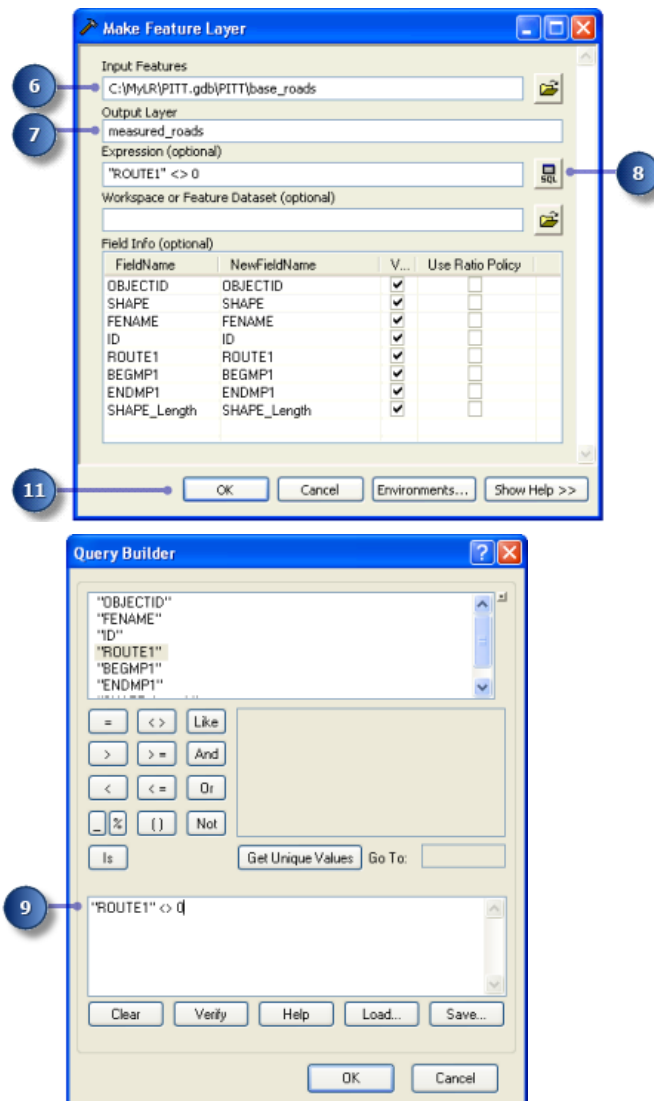 Make Feature Layer
Input Features
6
C:\MyLR\PITT.gdb\PITT\base_roads
Output Layer
7
measured_roads
Expression (optional)
"ROUTE1" <> 0
SQL
8
Workspace or Feature Dataset (optional)
Field Info (optional)
FieldName NewFieldName V... Use Ratio Policy
OBJECTID OBJECTID
SHAPE SHAPE
FENAME FENAME
ID ID
ROUTE1 ROUTE1
BEGMP1 BEGMP1
ENDMP1 ENDMP1
SHAPE_Length SHAPE_Length
11
OK Cancel Environments... Show Help >>
Query Builder
"OBJECTID"
"FENAME"
"ID"
"ROUTE1"
"BEGMP1"
"ENDMP1"
= <> Like
> >= And
< <= Or
_ % () Not
Is Get Unique Values Go To:
9
"ROUTE1" <> 0
Clear Verify Help Load... Save...
OK Cancel